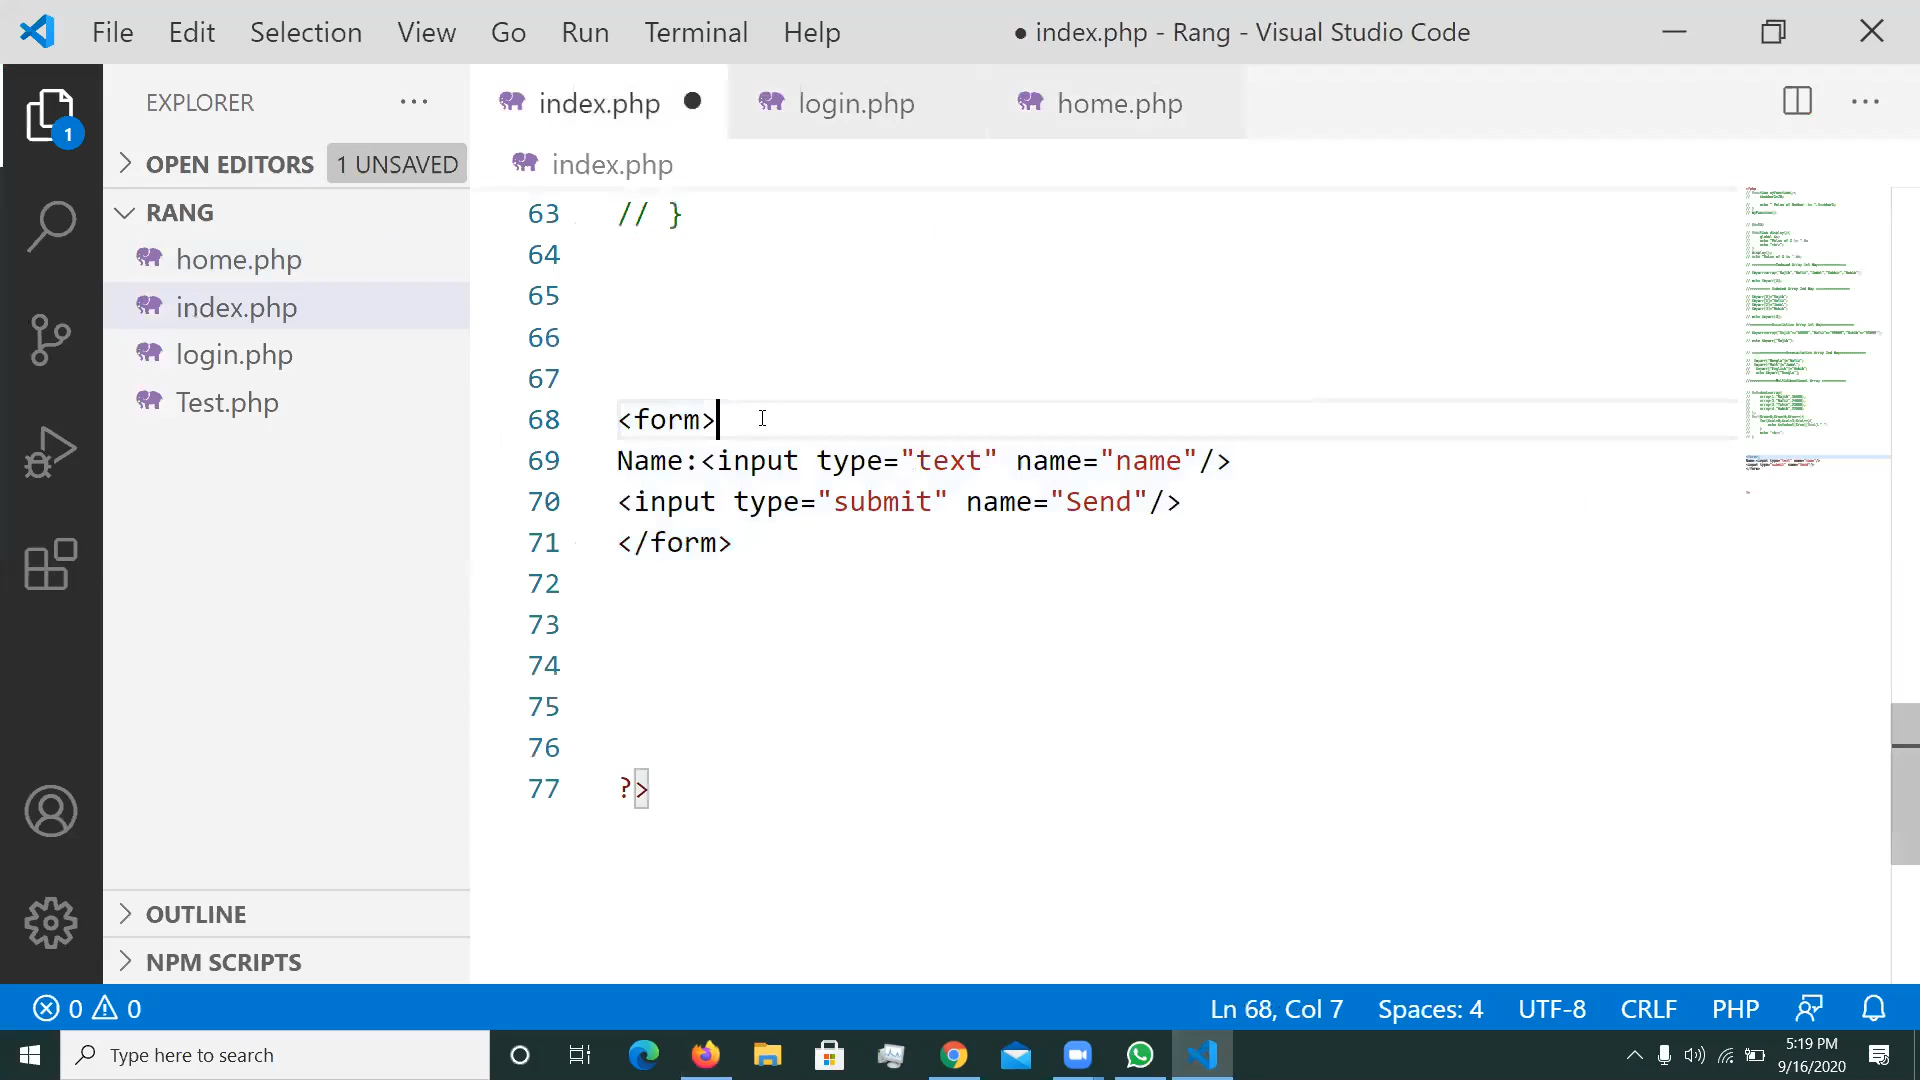 File Edit Selection View Go Run Terminal Help ● index.php - Rang - Visual Studio Code
EXPLORER
index.php login.php home.php
OPEN EDITORS 1 UNSAVED
index.php
RANG
home.php
index.php
login.php
Test.php
OUTLINE
NPM SCRIPTS
1
63 // }
64
65
66
67
68 <form>
69 Name:<input type="text" name="name"/>
70 <input type="submit" name="Send"/>
71 </form>
72
73
74
75
76
77 ?>
0 0 Ln 68, Col 7 Spaces: 4 UTF-8 CRLF PHP
Type here to search
5:19 PM
9/16/2020